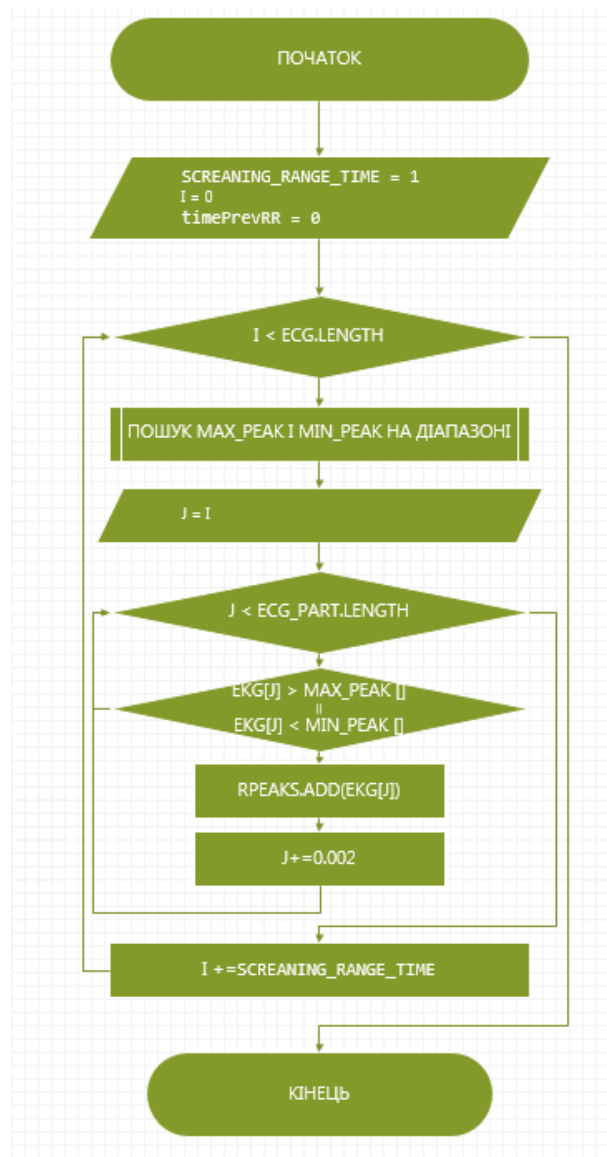 ПОЧАТОК
SCREANING_RANGE_TIME = 1
I = 0
timePrevRR = 0
I < ECG.LENGTH
ПОШУК MAX_PEAK І MIN_PEAK НА ДІАПАЗОНІ
J = I
J < ECG_PART.LENGTH
EKG[J] > MAX_PEAK []
||
EKG[J] < MIN_PEAK []
RPEAKS.ADD(EKG[J])
J+=0.002
I +=SCREANING_RANGE_TIME
КІНЕЦЬ